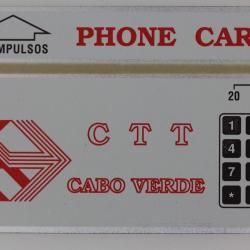 MPULSOS
PHONE CAR
20
C T T
CABO VERDE
1
4
7
*